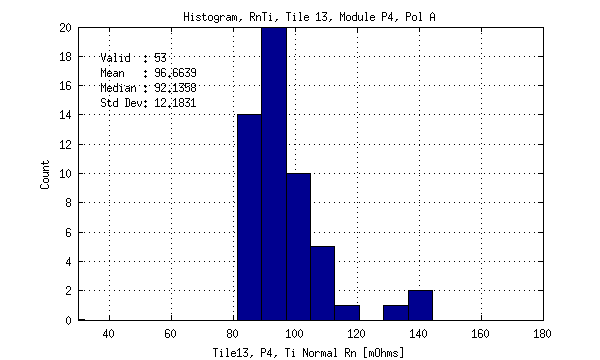 Histogram, RnTi, Tile 13, Module P4, Pol A
20
18
16
14
12
10
8
6
4
2
0
Valid : 53
Mean : 96.6639
Median : 92.1358
Std Dev: 12.1831
Count
40 60 80 100 120 140 160 180
Tile13, P4, Ti Normal Rn [mOhms]